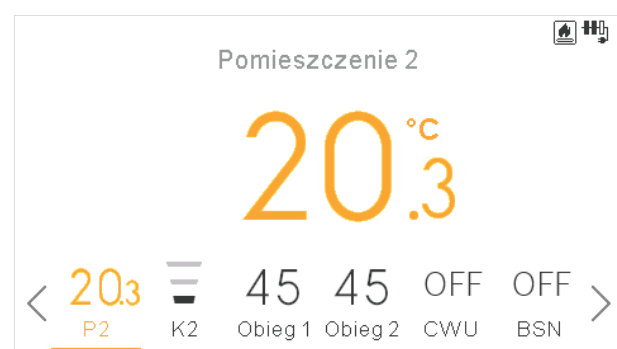 Pomieszczenie 2
20.3 °C
20.3 45 45 OFF OFF
P2 K2 Obieg 1 Obieg 2 CWU BSN